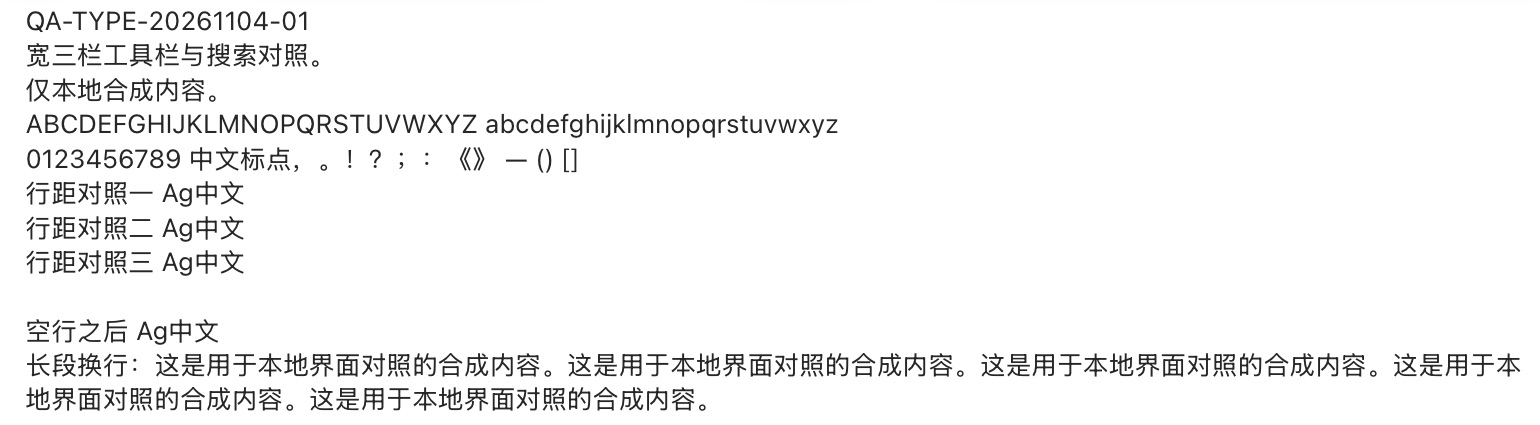 QA-TYPE-20261104-01
宽三栏工具栏与搜索对照。
仅本地合成内容。
ABCDEFGHIJKLMNOPQRSTUVWXYZ abcdefghijklmnopqrstuvwxyz
0123456789 中文标点，。！？；：《》 — () []
行距对照一 Ag中文
行距对照二 Ag中文
行距对照三 Ag中文

空行之后 Ag中文
长段换行：这是用于本地界面对照的合成内容。这是用于本地界面对照的合成内容。这是用于本地界面对照的合成内容。这是用于本
地界面对照的合成内容。这是用于本地界面对照的合成内容。